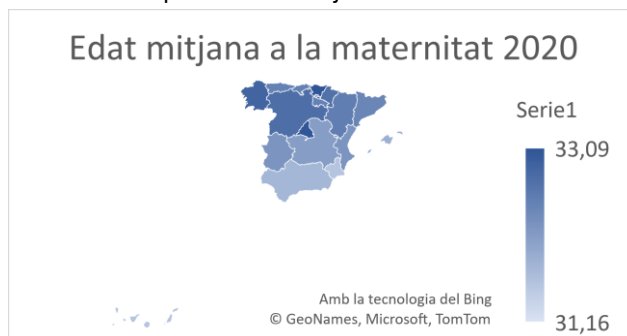 Edat mitjana a la maternitat 2020
Serie1
33,09
31,16
Amb la tecnologia del Bing
© GeoNames, Microsoft, TomTom